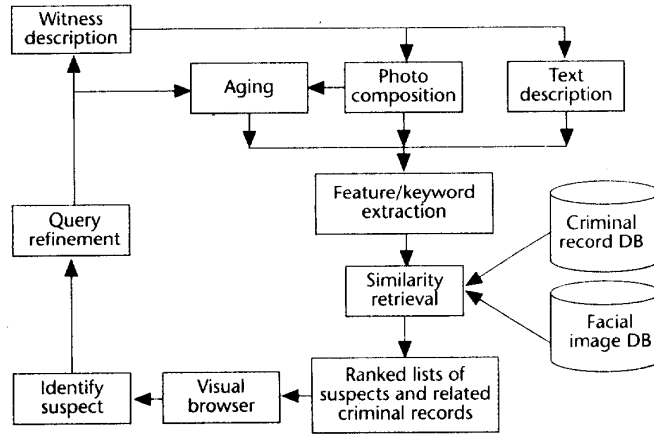 Witness
description
Aging
Photo
composition
Text
description
Feature/keyword
extraction
Query
refinement
Criminal
record DB
Similarity
retrieval
Facial
image DB
Identify
suspect
Visual
browser
Ranked lists of
suspects and related
criminal records